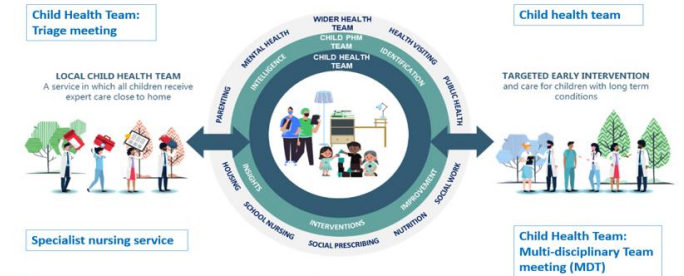 Child Health Team:
Triage meeting
LOCAL CHILD HEALTH TEAM
A service in which all children receive
expert care close to home
Specialist nursing service
WIDER HEALTH
TEAM
CHILD PHM
TEAM
CHILD HEALTH
TEAM
MENTAL HEALTH
HEALTH VISITING
PARENTING
PUBLIC HEALTH
INTELLIGENCE
IDENTIFICATION
INSIGHTS
IMPROVEMENT
INTERVENTIONS
HOUSING
SCHOOL NURSING
SOCIAL PRESCRIBING
NUTRITION
SOCIAL WORK
Child health team
TARGETED EARLY INTERVENTION
and care for children with long term
conditions
Child Health Team:
Multi-disciplinary Team
meeting (MDT)